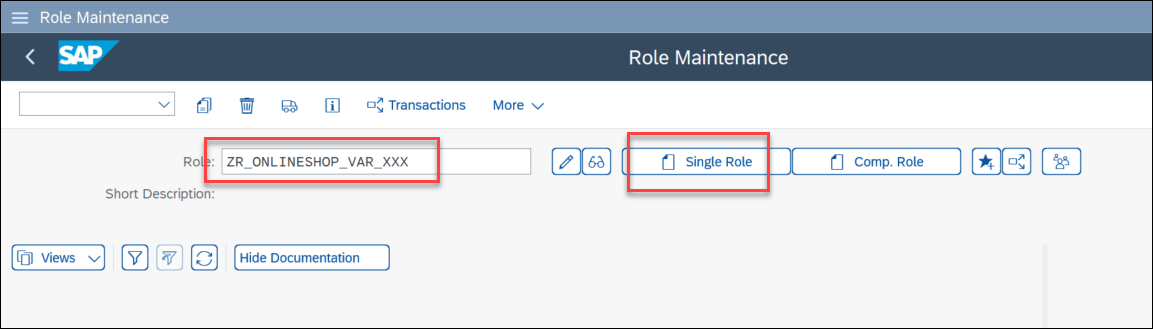 Role Maintenance
SAP Role Maintenance
Transactions More
Role: ZR_ONLINESHOP_VAR_XXX Single Role Comp. Role
Short Description:
Views Hide Documentation